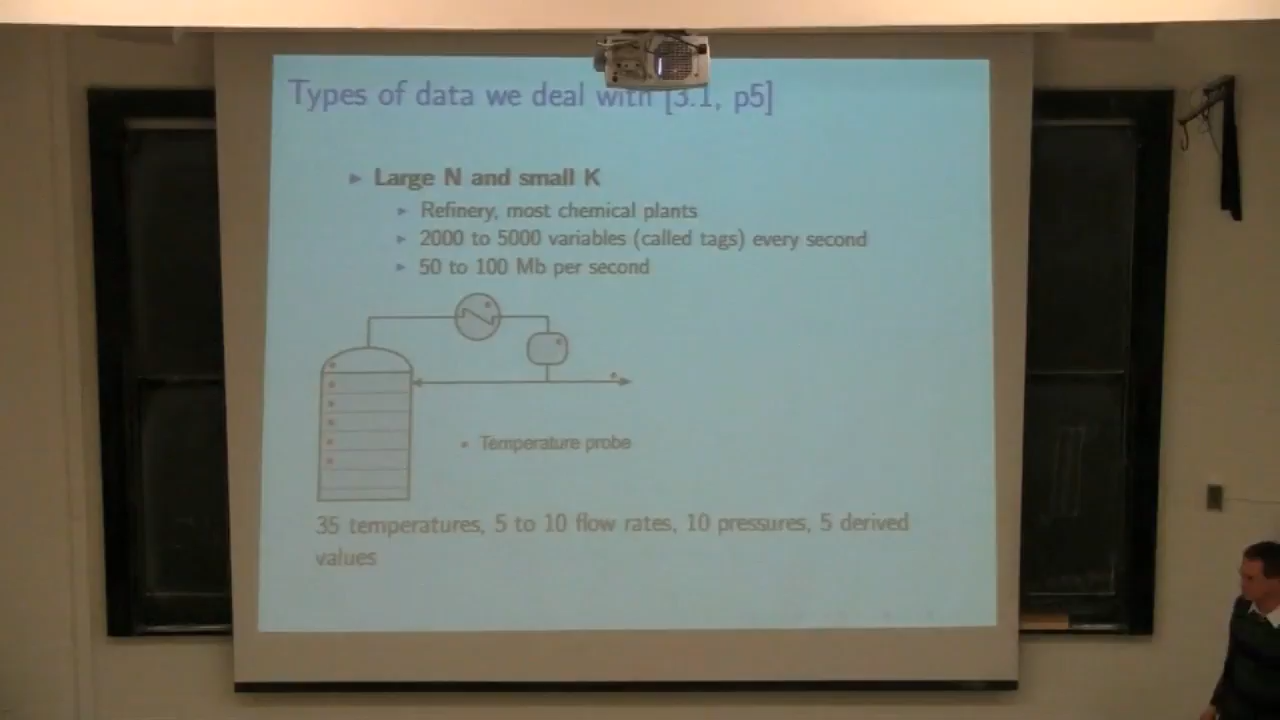 Types of data we deal with [3.1, p5]
Large N and small K
Refinery, most chemical plants
2000 to 5000 variables (called tags) every second
50 to 100 Mb per second
Temperature probe
35 temperatures, 5 to 10 flow rates, 10 pressures, 5 derived
values